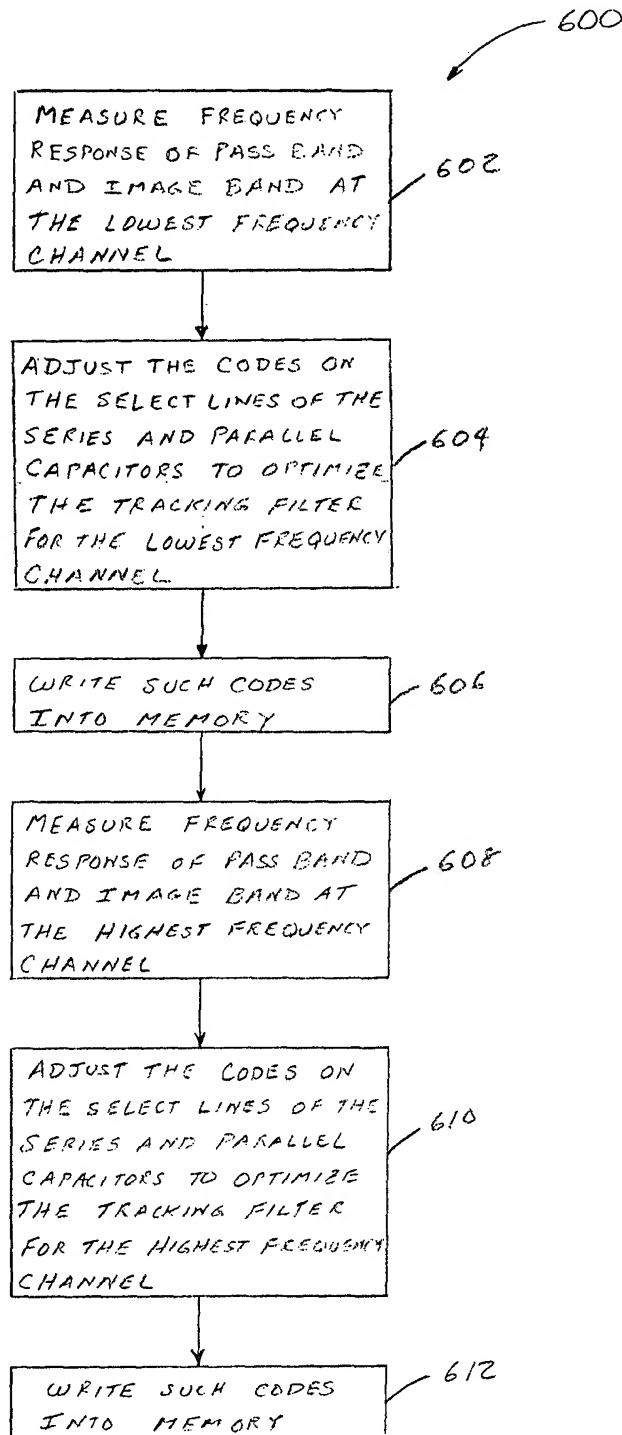 600
MEASURE FREQUENCY
RESPONSE OF PASS BAND
AND IMAGE BAND AT
THE LOWEST FREQUENCY
CHANNEL
602
ADJUST THE CODES ON
THE SELECT LINES OF THE
SERIES AND PARALLEL
CAPACITORS TO OPTIMIZE
THE TRACKING FILTER
FOR THE LOWEST FREQUENCY
CHANNEL
604
WRITE SUCH CODES
INTO MEMORY
606
MEASURE FREQUENCY
RESPONSE OF PASS BAND
AND IMAGE BAND AT
THE HIGHEST FREQUENCY
CHANNEL
608
ADJUST THE CODES ON
THE SELECT LINES OF THE
SERIES AND PARALLEL
CAPACITORS TO OPTIMIZE
THE TRACKING FILTER
FOR THE HIGHEST FREQUENCY
CHANNEL
610
WRITE SUCH CODES
INTO MEMORY
612